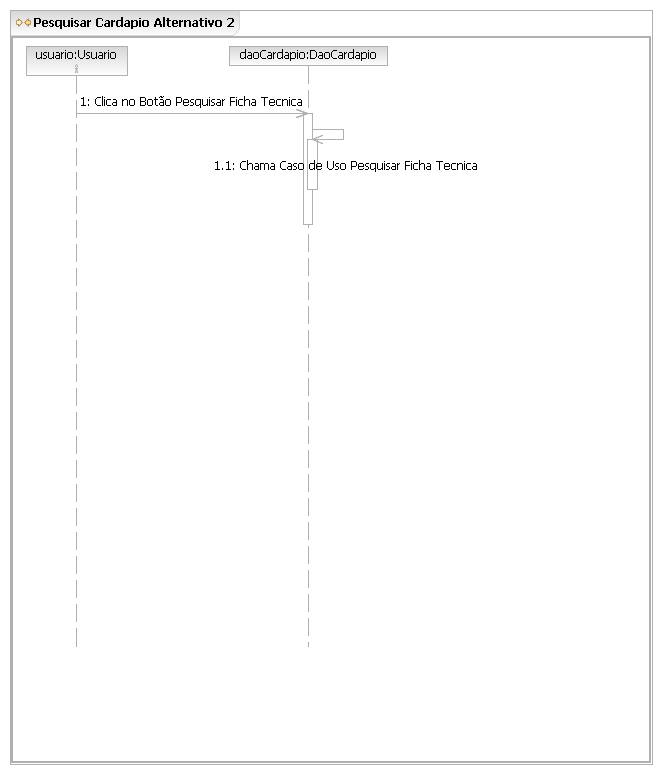 Pesquisar Cardapio Alternativo 2
usuario:Usuario
daoCardapio:DaoCardapio
1: Clica no Botão Pesquisar Ficha Tecnica
1.1: Chama Caso de Uso Pesquisar Ficha Tecnica